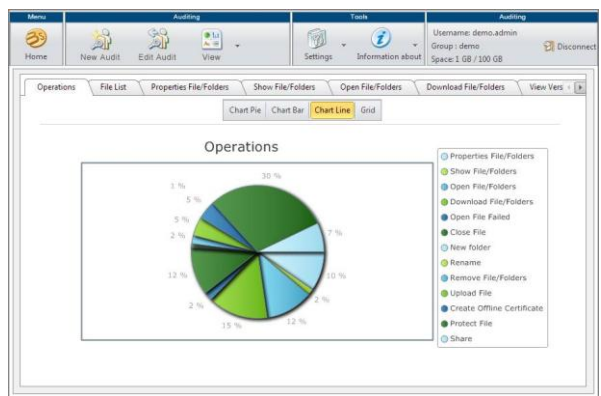 Menu
Auditing
Tools
Auditing
Home
New Audit
Edit Audit
View
Settings
Information about
Username: demo.admin
Group : demo
Space: 1 GB / 100 GB
Disconnect
Operations
File List
Properties File/Folders
Show File/Folders
Open File/Folders
Download File/Folders
View Vers
Chart Pie
Chart Bar
Chart Line
Grid
Operations
30 %
1 %
5 %
5 %
2 %
12 %
2 %
15 %
12 %
2 %
10 %
7 %
Properties File/Folders
Show File/Folders
Open File/Folders
Download File/Folders
Open File Failed
Close File
New folder
Rename
Remove File/Folders
Upload File
Create Offline Certificate
Protect File
Share